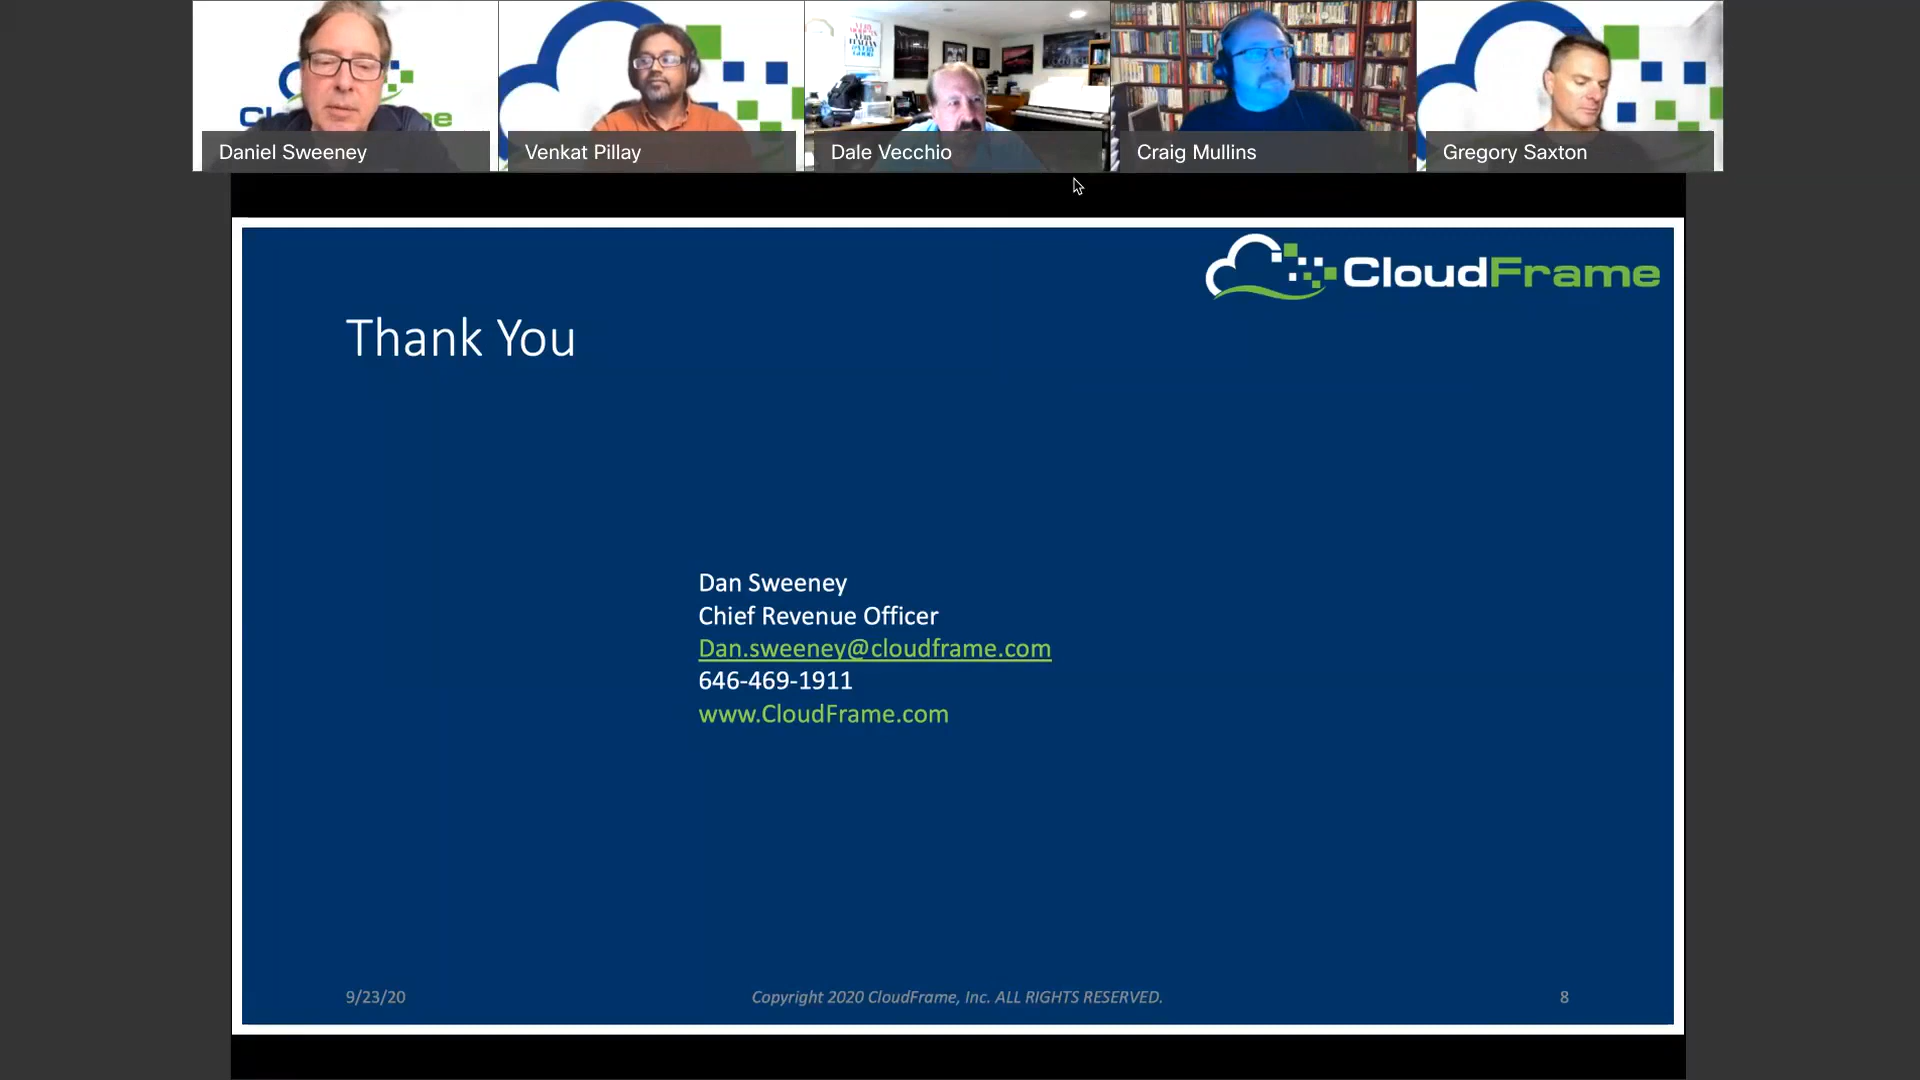 Daniel Sweeney
Venkat Pillay
Dale Vecchio
Craig Mullins
Gregory Saxton
CloudFrame
Thank You
Dan Sweeney
Chief Revenue Officer
Dan.sweeney@cloudframe.com
646-469-1911
www.CloudFrame.com
9/23/20
Copyright 2020 CloudFrame, Inc. ALL RIGHTS RESERVED.
8